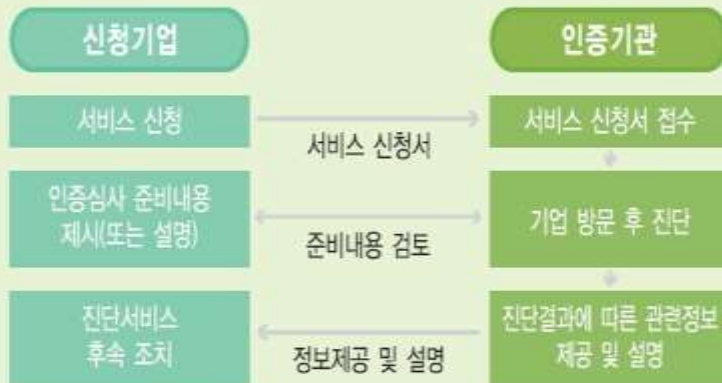 신청기업
인증기관
서비스 신청
서비스 신청서
서비스 신청서 접수
인증심사 준비내용
제시(또는 설명)
준비내용 검토
기업 방문 후 진단
진단서비스
후속 조치
정보제공 및 설명
진단결과에 따른 관련정보
제공 및 설명